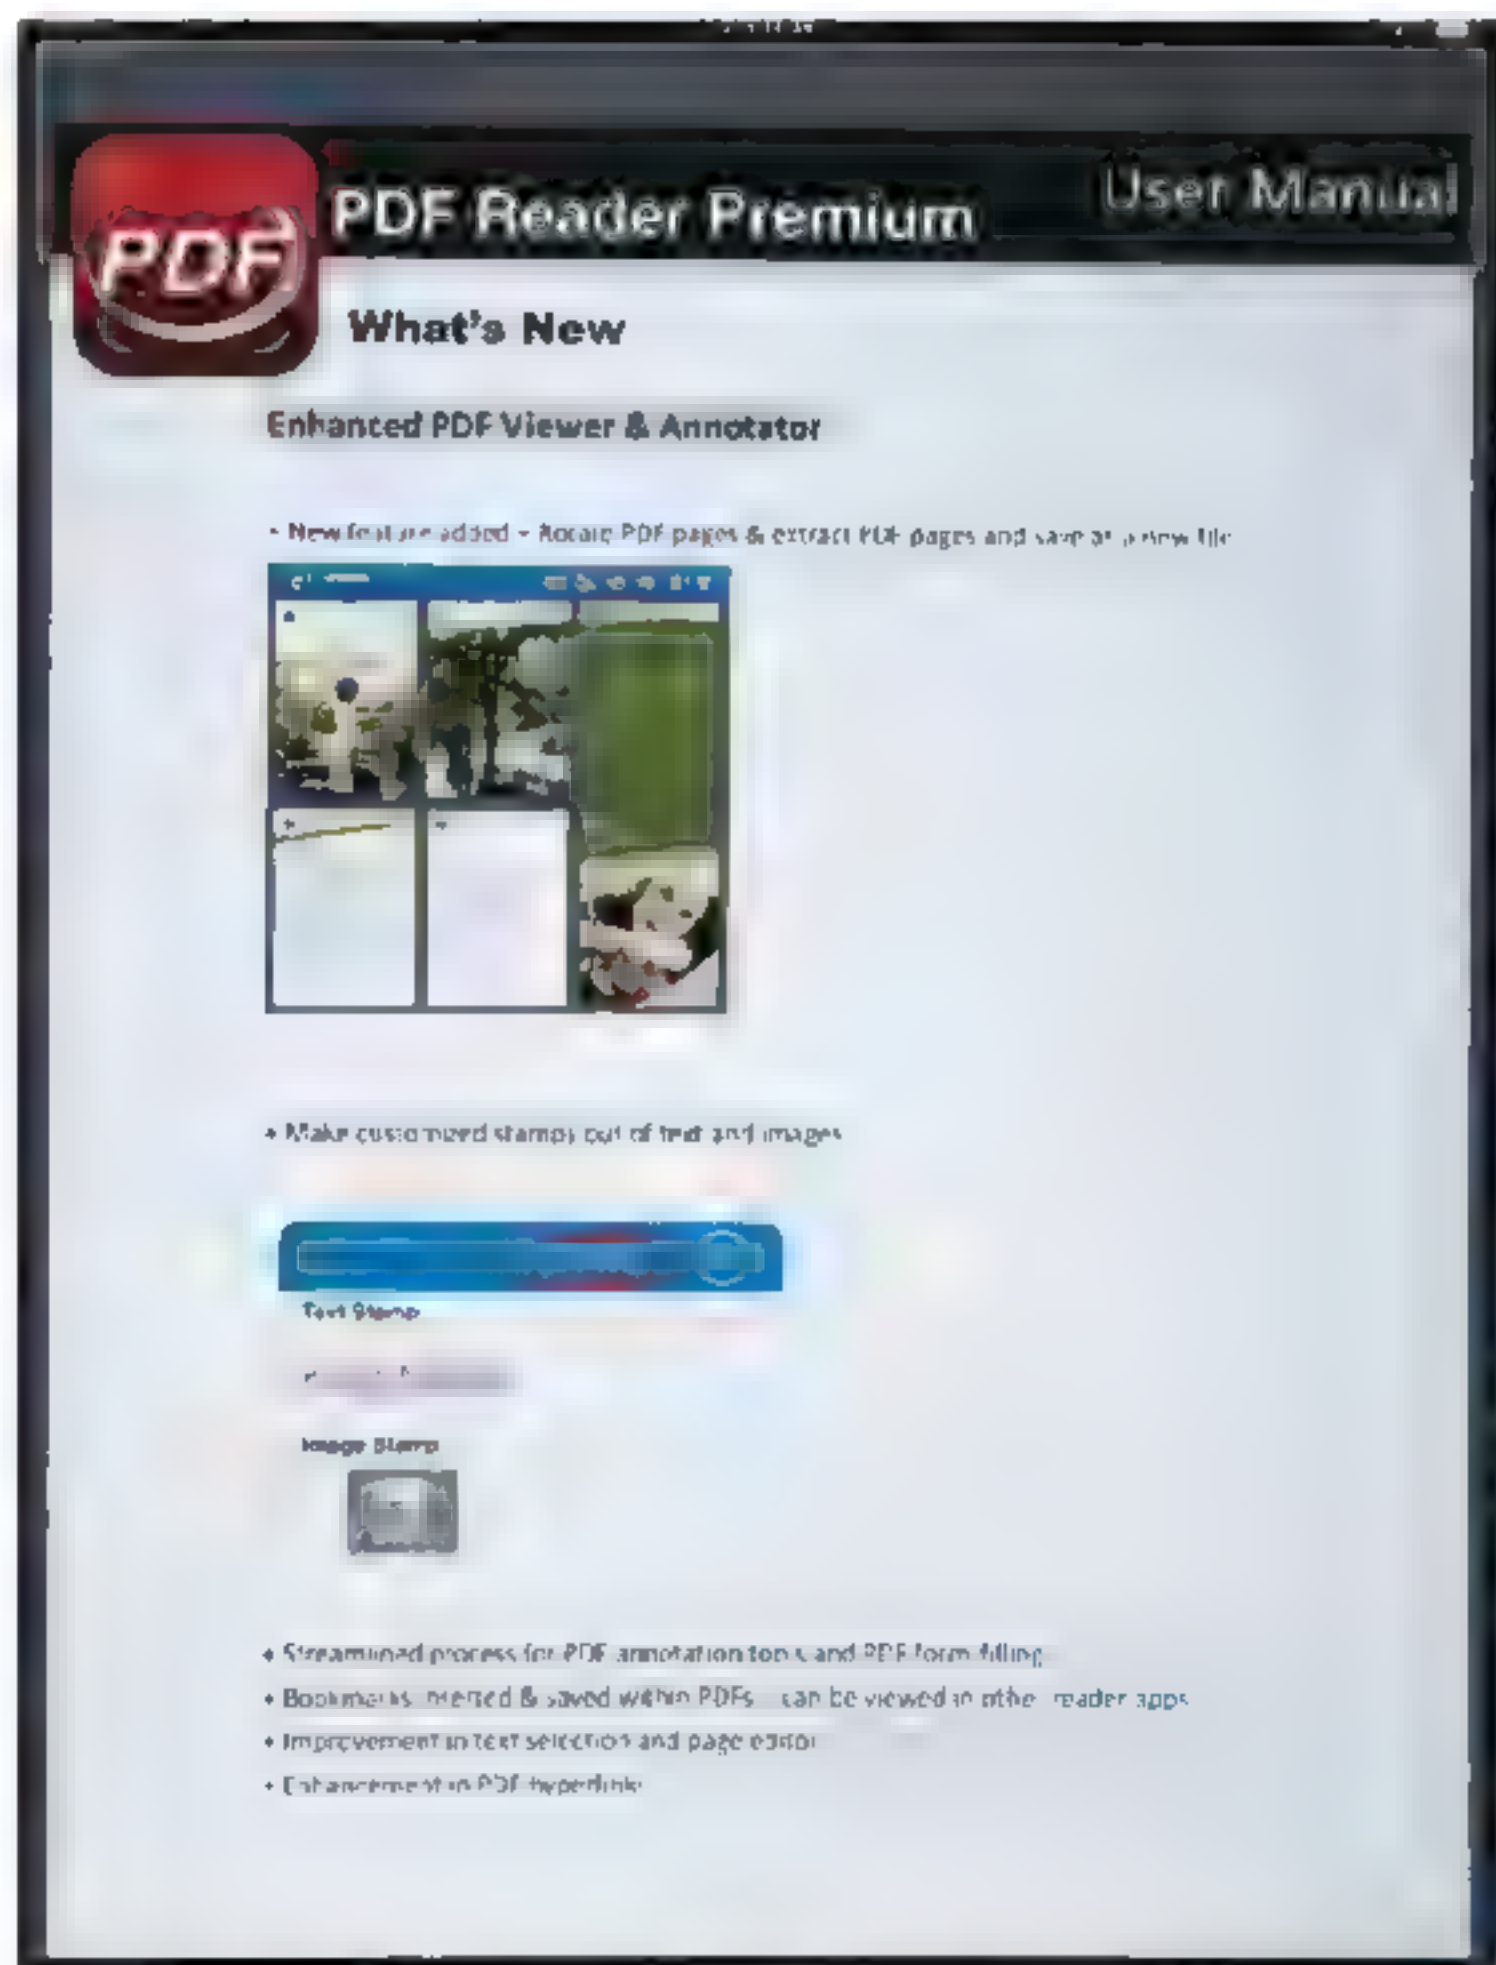 PDF Reader Premium
User Manual
PDF
What's New
Enhanced PDF Viewer & Annotator
• New feature added - Rotate PDF pages & extract PDF pages and save as a new file
• Make customized stamps out of text and images
Text Stamp
Image Stamp
• Streamlined process for PDF annotation tools and PDF form filling
• Bookmarks inserted & saved within PDFs can be viewed in other reader apps
• Improvement in text selection and page editor
• Enhancement in PDF hyperlink